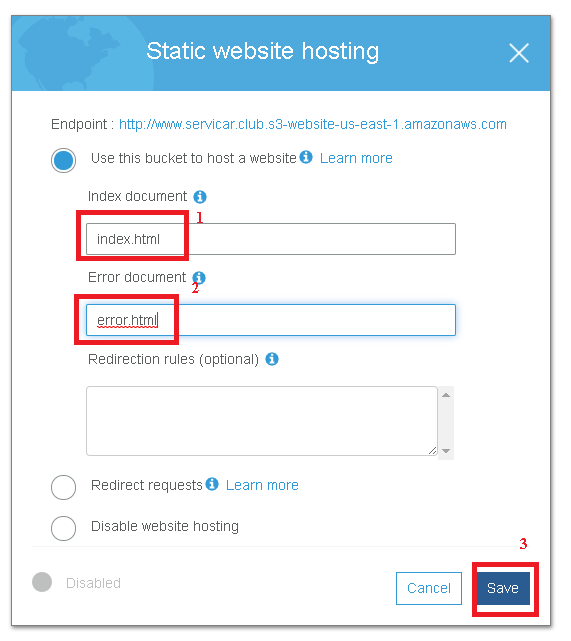 Static website hosting
Endpoint : http://www.servicar.club.s3-website-us-east-1.amazonaws.com
Use this bucket to host a website Learn more
Index document
1
index.html
Error document
2
error.html
Redirection rules (optional)
Redirect requests Learn more
Disable website hosting
3
Disabled Cancel Save